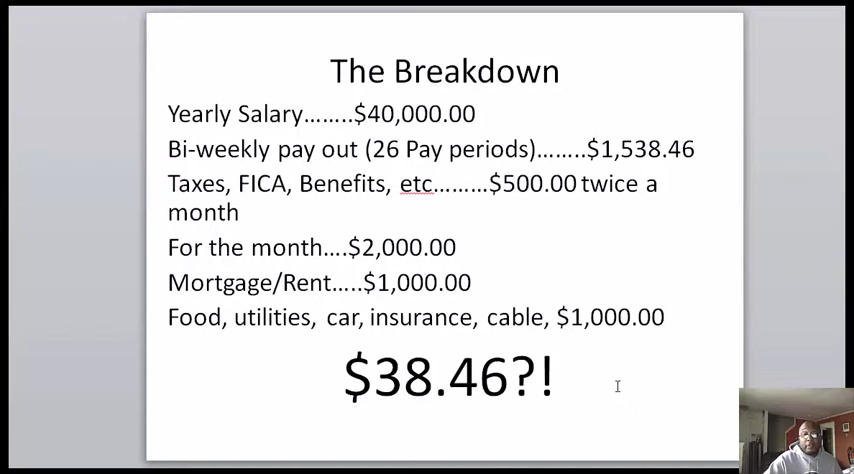 The Breakdown
Yearly Salary……..$40,000.00
Bi-weekly pay out (26 Pay periods)……..$1,538.46
Taxes, FICA, Benefits, etc………$500.00 twice a
month
For the month….$2,000.00
Mortgage/Rent…..$1,000.00
Food, utilities, car, insurance, cable, $1,000.00
$38.46?!